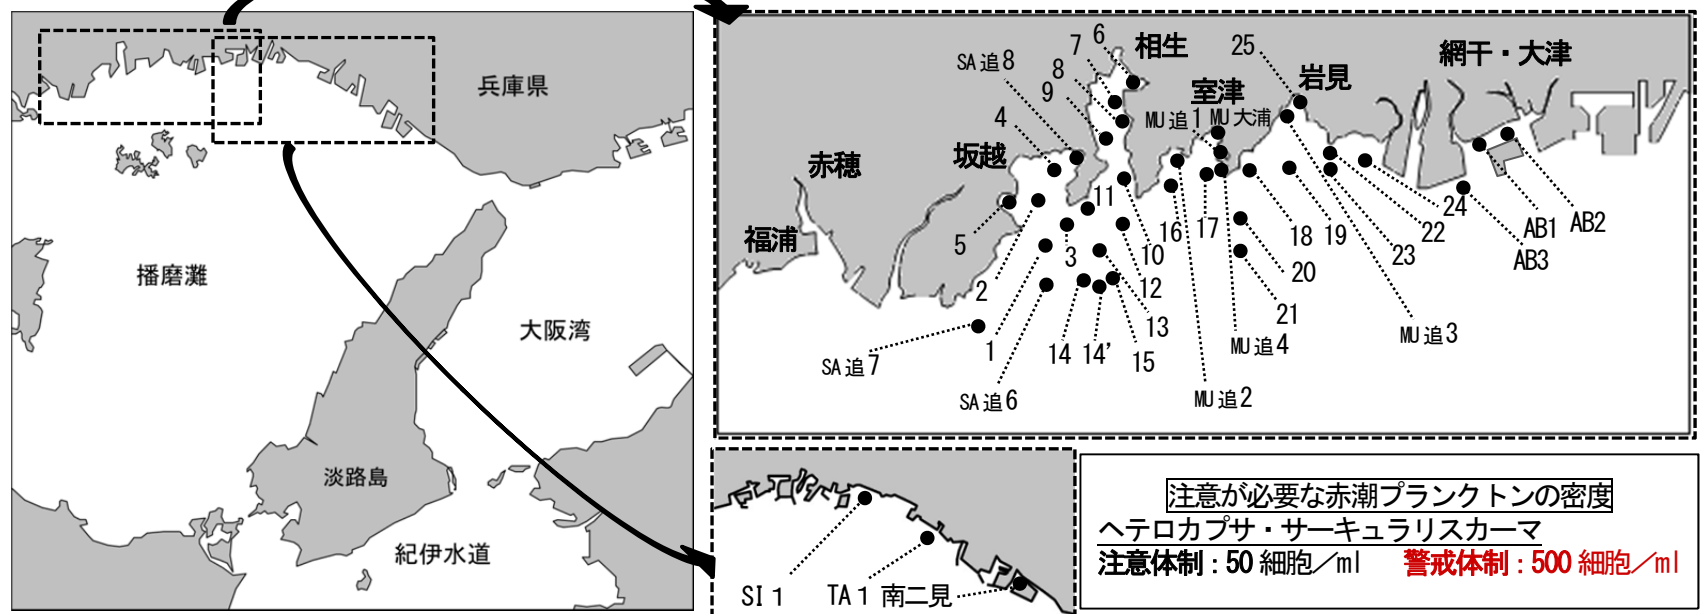 兵庫県
播磨灘
大阪湾
淡路島
紀伊水道
相生
網干・大津
岩見
室津
坂越
赤穂
福浦
25
6
7
SA追8
8
9
4
MU追1
MU大浦
5
2
1
3
11
10
12
13
14
14'
15
16
17
18
19
20
21
22
23
24
AB1
AB2
AB3
SA追7
SA追6
MU追2
MU追4
MU追3
SI1
TA1
南二見
注意が必要な赤潮プランクトンの密度
ヘテロカプサ・サーキュラリスカーマ
注意体制:50細胞/ml 警戒体制:500細胞/ml